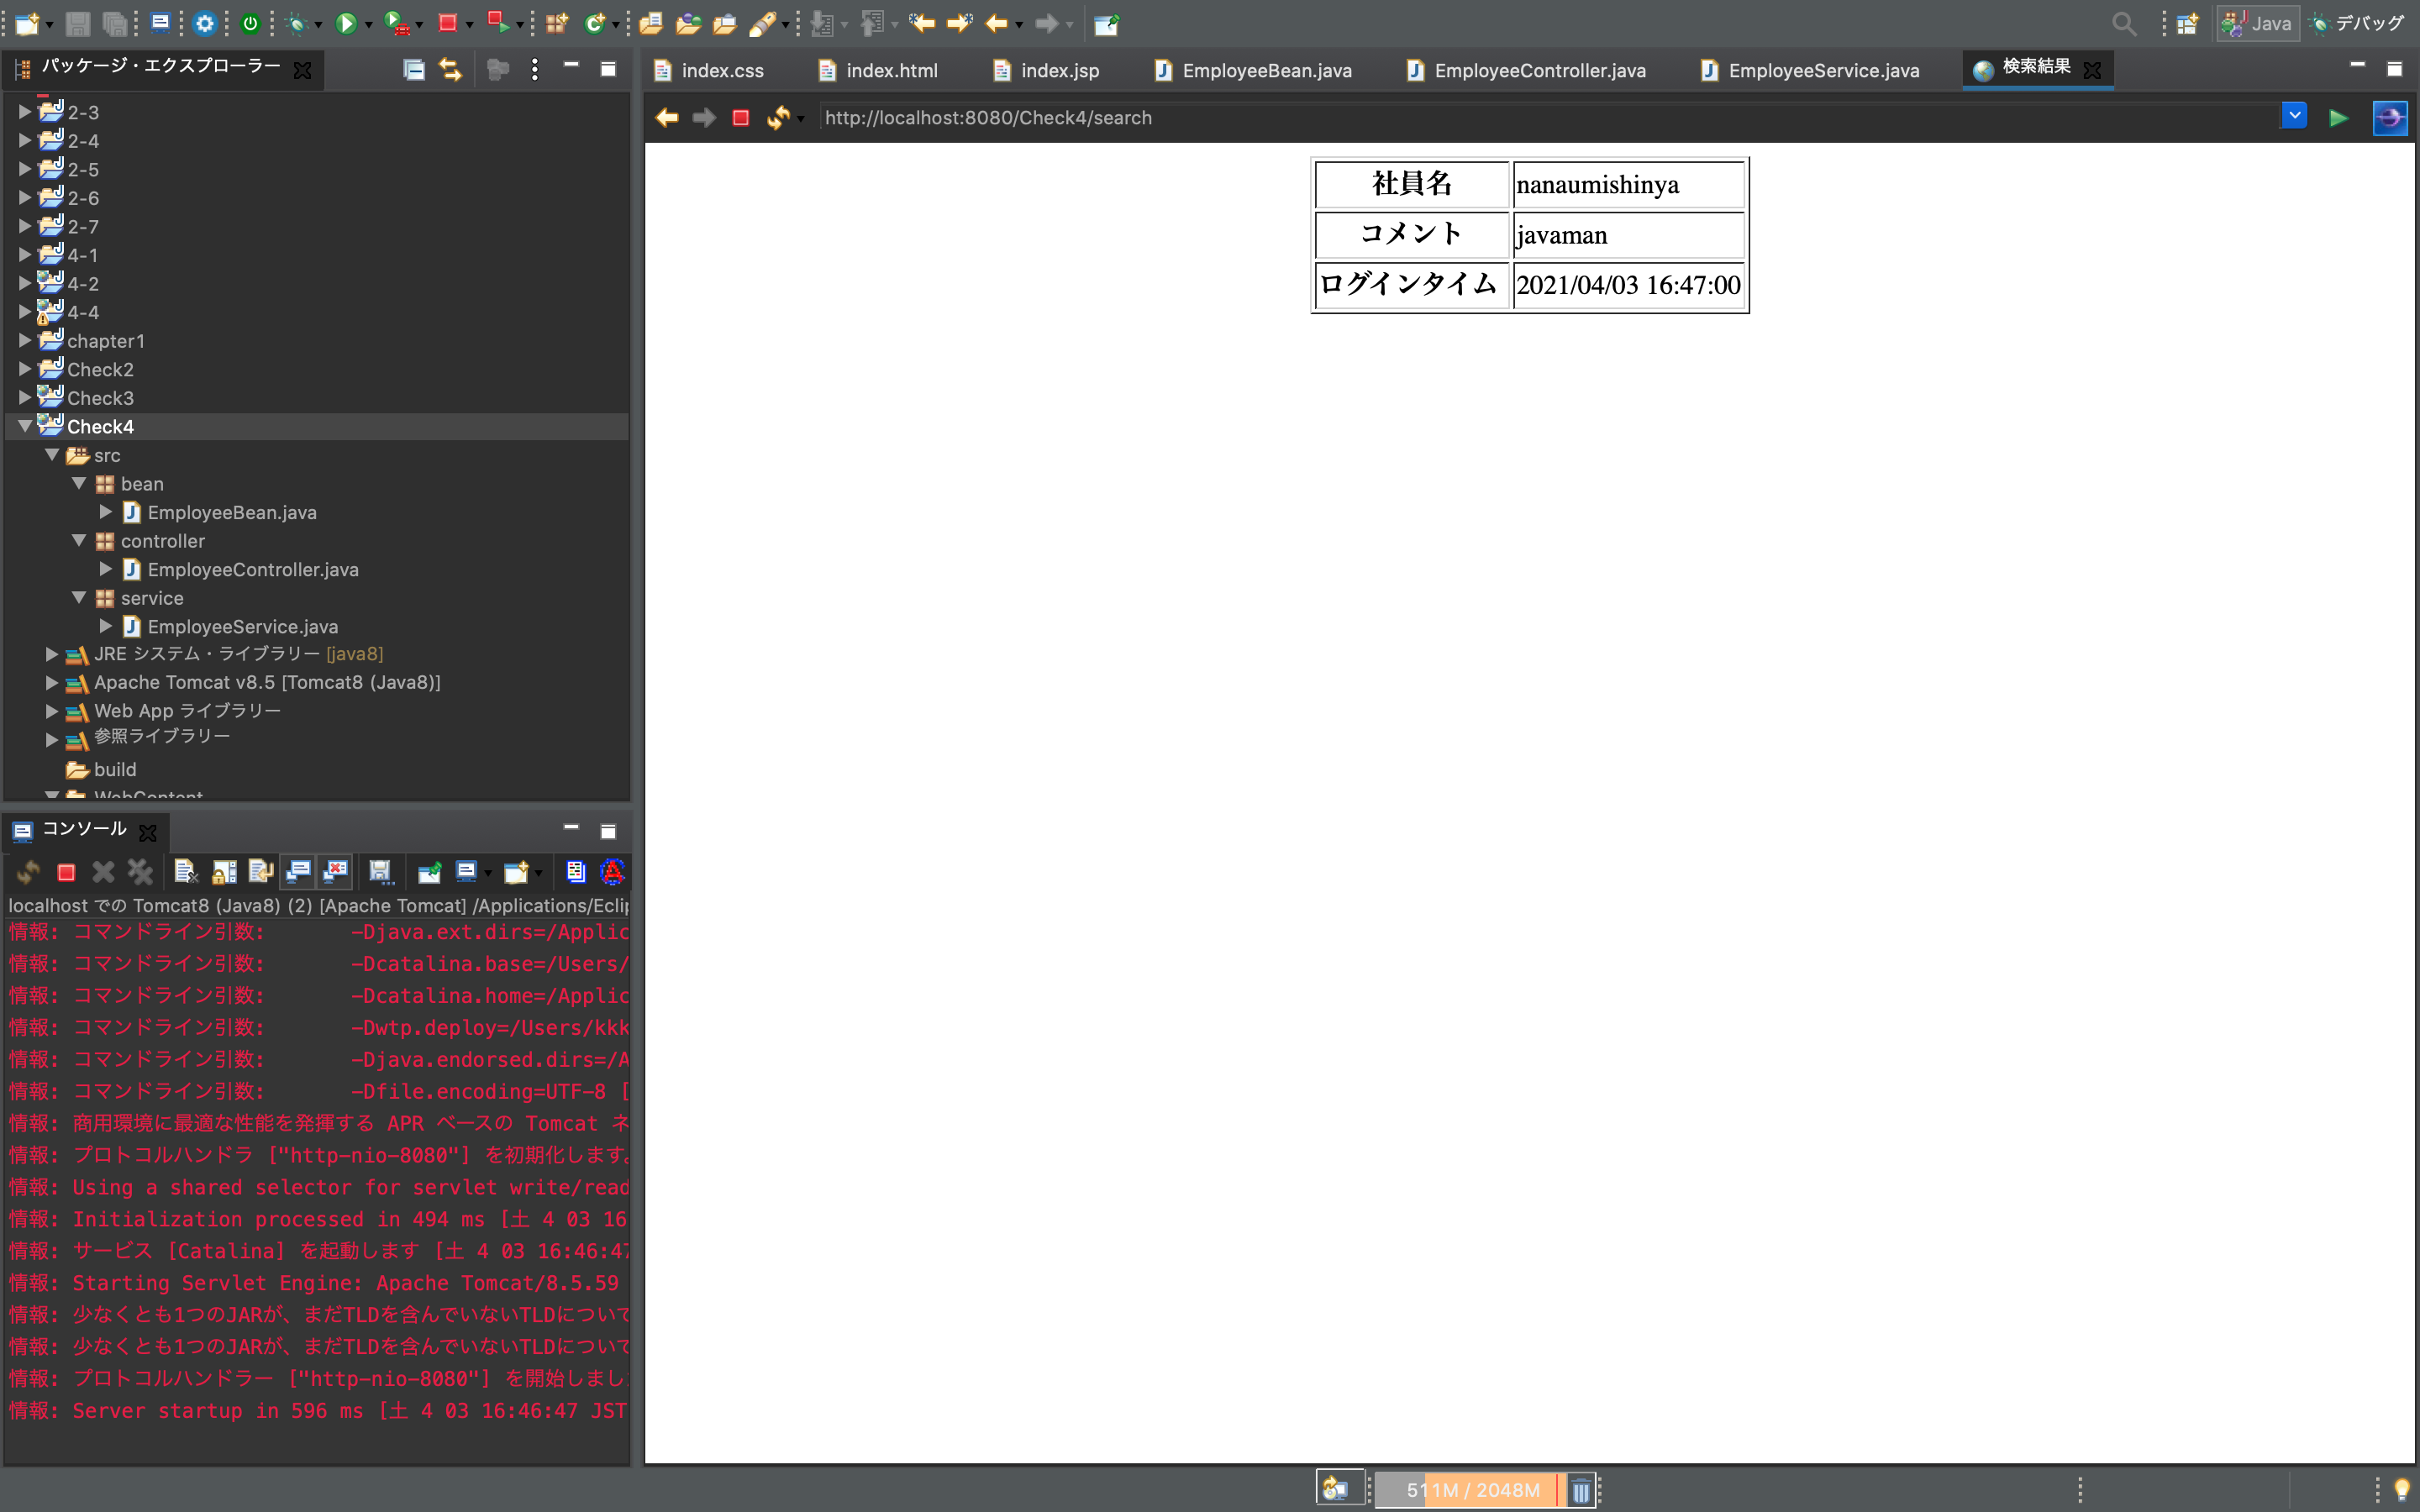 Java
デバッグ
パッケージ・エクスプローラー
2-3
2-4
2-5
2-6
2-7
4-1
4-2
4-4
chapter1
Check2
Check3
Check4
src
bean
EmployeeBean.java
controller
EmployeeController.java
service
EmployeeService.java
JRE システム・ライブラリー [java8]
Apache Tomcat v8.5 [Tomcat8 (Java8)]
Web App ライブラリー
参照ライブラリー
build
WebContent
コンソール
localhost での Tomcat8 (Java8) (2) [Apache Tomcat] /Applications/Eclip
情報: コマンドライン引数: -Djava.ext.dirs=/Applic
情報: コマンドライン引数: -Dcatalina.base=/Users/
情報: コマンドライン引数: -Dcatalina.home=/Applic
情報: コマンドライン引数: -Dwtp.deploy=/Users/kkk
情報: コマンドライン引数: -Djava.endorsed.dirs=/A
情報: コマンドライン引数: -Dfile.encoding=UTF-8 [
情報: 商用環境に最適な性能を発揮する APR ベースの Tomcat ネ
情報: プロトコルハンドラ ["http-nio-8080"] を初期化します。
情報: Using a shared selector for servlet write/read
情報: Initialization processed in 494 ms [土 4 03 16
情報: サービス [Catalina] を起動します [土 4 03 16:46:47
情報: Starting Servlet Engine: Apache Tomcat/8.5.59
情報: 少なくとも1つのJARが、まだTLDを含んでいないTLDについて
情報: 少なくとも1つのJARが、まだTLDを含んでいないTLDについて
情報: プロトコルハンドラー ["http-nio-8080"] を開始しまし
情報: Server startup in 596 ms [土 4 03 16:46:47 JST
index.css
index.html
index.jsp
EmployeeBean.java
EmployeeController.java
EmployeeService.java
検索結果
http://localhost:8080/Check4/search
社員名 nanaumishinya
コメント javaman
ログインタイム 2021/04/03 16:47:00
511M / 2048M